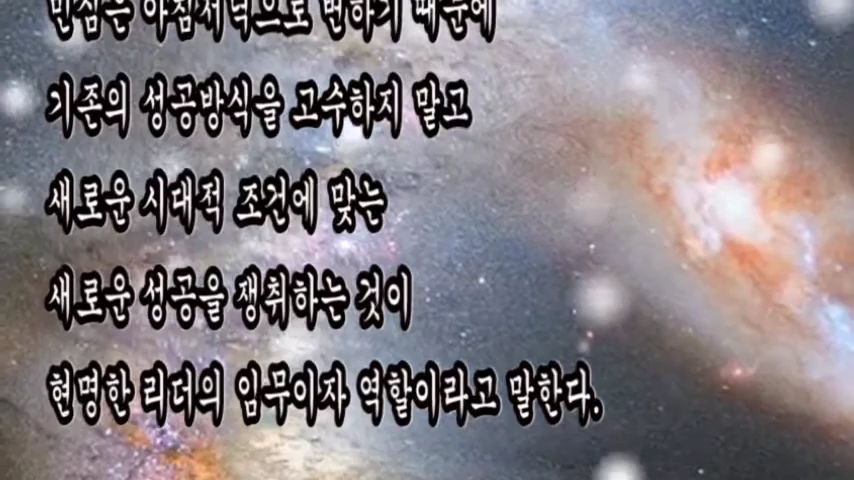 민심은 아침저녁으로 변하기 때문에
기존의 성공방식을 고수하지 말고
새로운 시대적 조건에 맞는
새로운 성공을 쟁취하는 것이
현명한 리더의 임무이자 역할이라고 말한다.